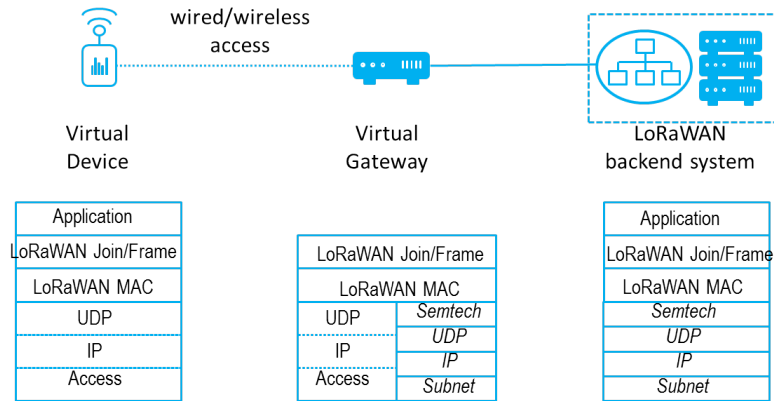 wired/wireless
access
Virtual
Device
Virtual
Gateway
LoRaWAN
backend system
Application
LoRaWAN Join/Frame
LoRaWAN MAC
UDP
IP
Access
LoRaWAN Join/Frame
LoRaWAN MAC
UDP
IP
Access
Semtech
UDP
IP
Subnet
Application
LoRaWAN Join/Frame
LoRaWAN MAC
Semtech
UDP
IP
Subnet